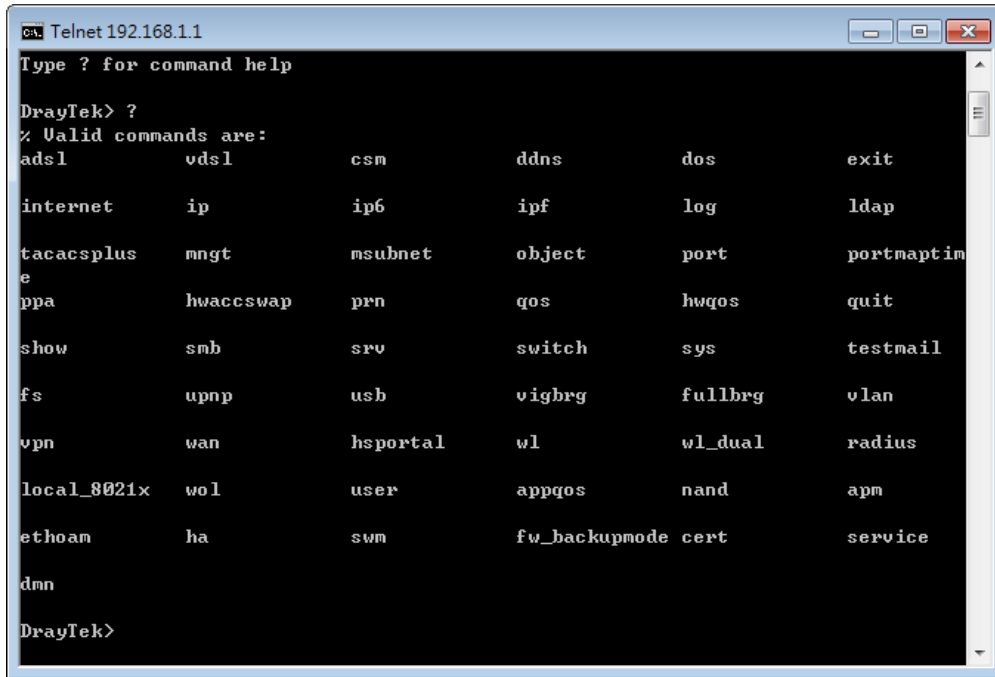 Telnet 192.168.1.1
Type ? for command help
DrayTek> ?
% Valid commands are:
adsl vdsl csm ddns dos exit
internet ip ip6 ipf log ldap
tacacsplus mngt msubnet object port portmaptim
e
ppa hwaccswap prn qos hwqos quit
show smb srv switch sys testmail
fs upnp usb vigbrg fullbrg vlan
vpn wan hsportal wl wl_dual radius
local_8021x wol user appqos nand apm
ethoam ha swm fw_backupmode cert service
dmn
DrayTek>